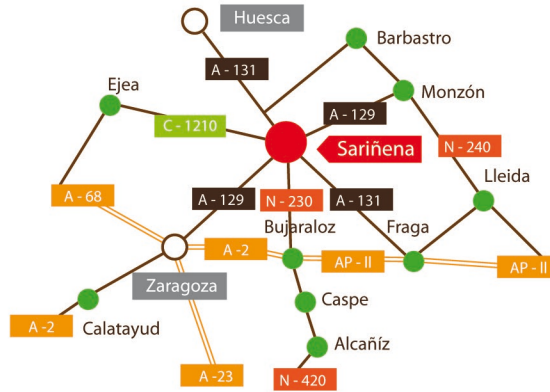 Huesca
Barbastro
A - 131
Ejea
Monzón
A - 129
C - 1210
Sariñena
N - 240
Lleida
A - 68
A - 129
N - 230
A - 131
Bujaraloz
Fraga
A -2
AP - II
AP - II
Zaragoza
Caspe
A -2
Calatayud
Alcañíz
A -23
N - 420